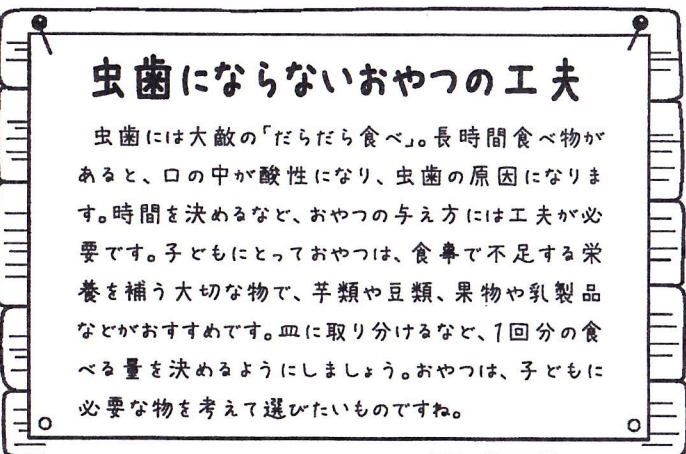 虫歯にならないおやつの工夫
虫歯には大敵の「だらだら食べ」。長時間食べ物が
あると、口の中が酸性になり、虫歯の原因になりま
す。時間を決めるなど、おやつの与え方には工夫が必
要です。子どもにとっておやつは、食事で不足する栄
養を補う大切な物で、芋類や豆類、果物や乳製品
などがおすすめです。皿に取り分けるなど、1回分の食
べる量を決めるようにしましょう。おやつは、子どもに
必要な物を考えて選びたいものですね。